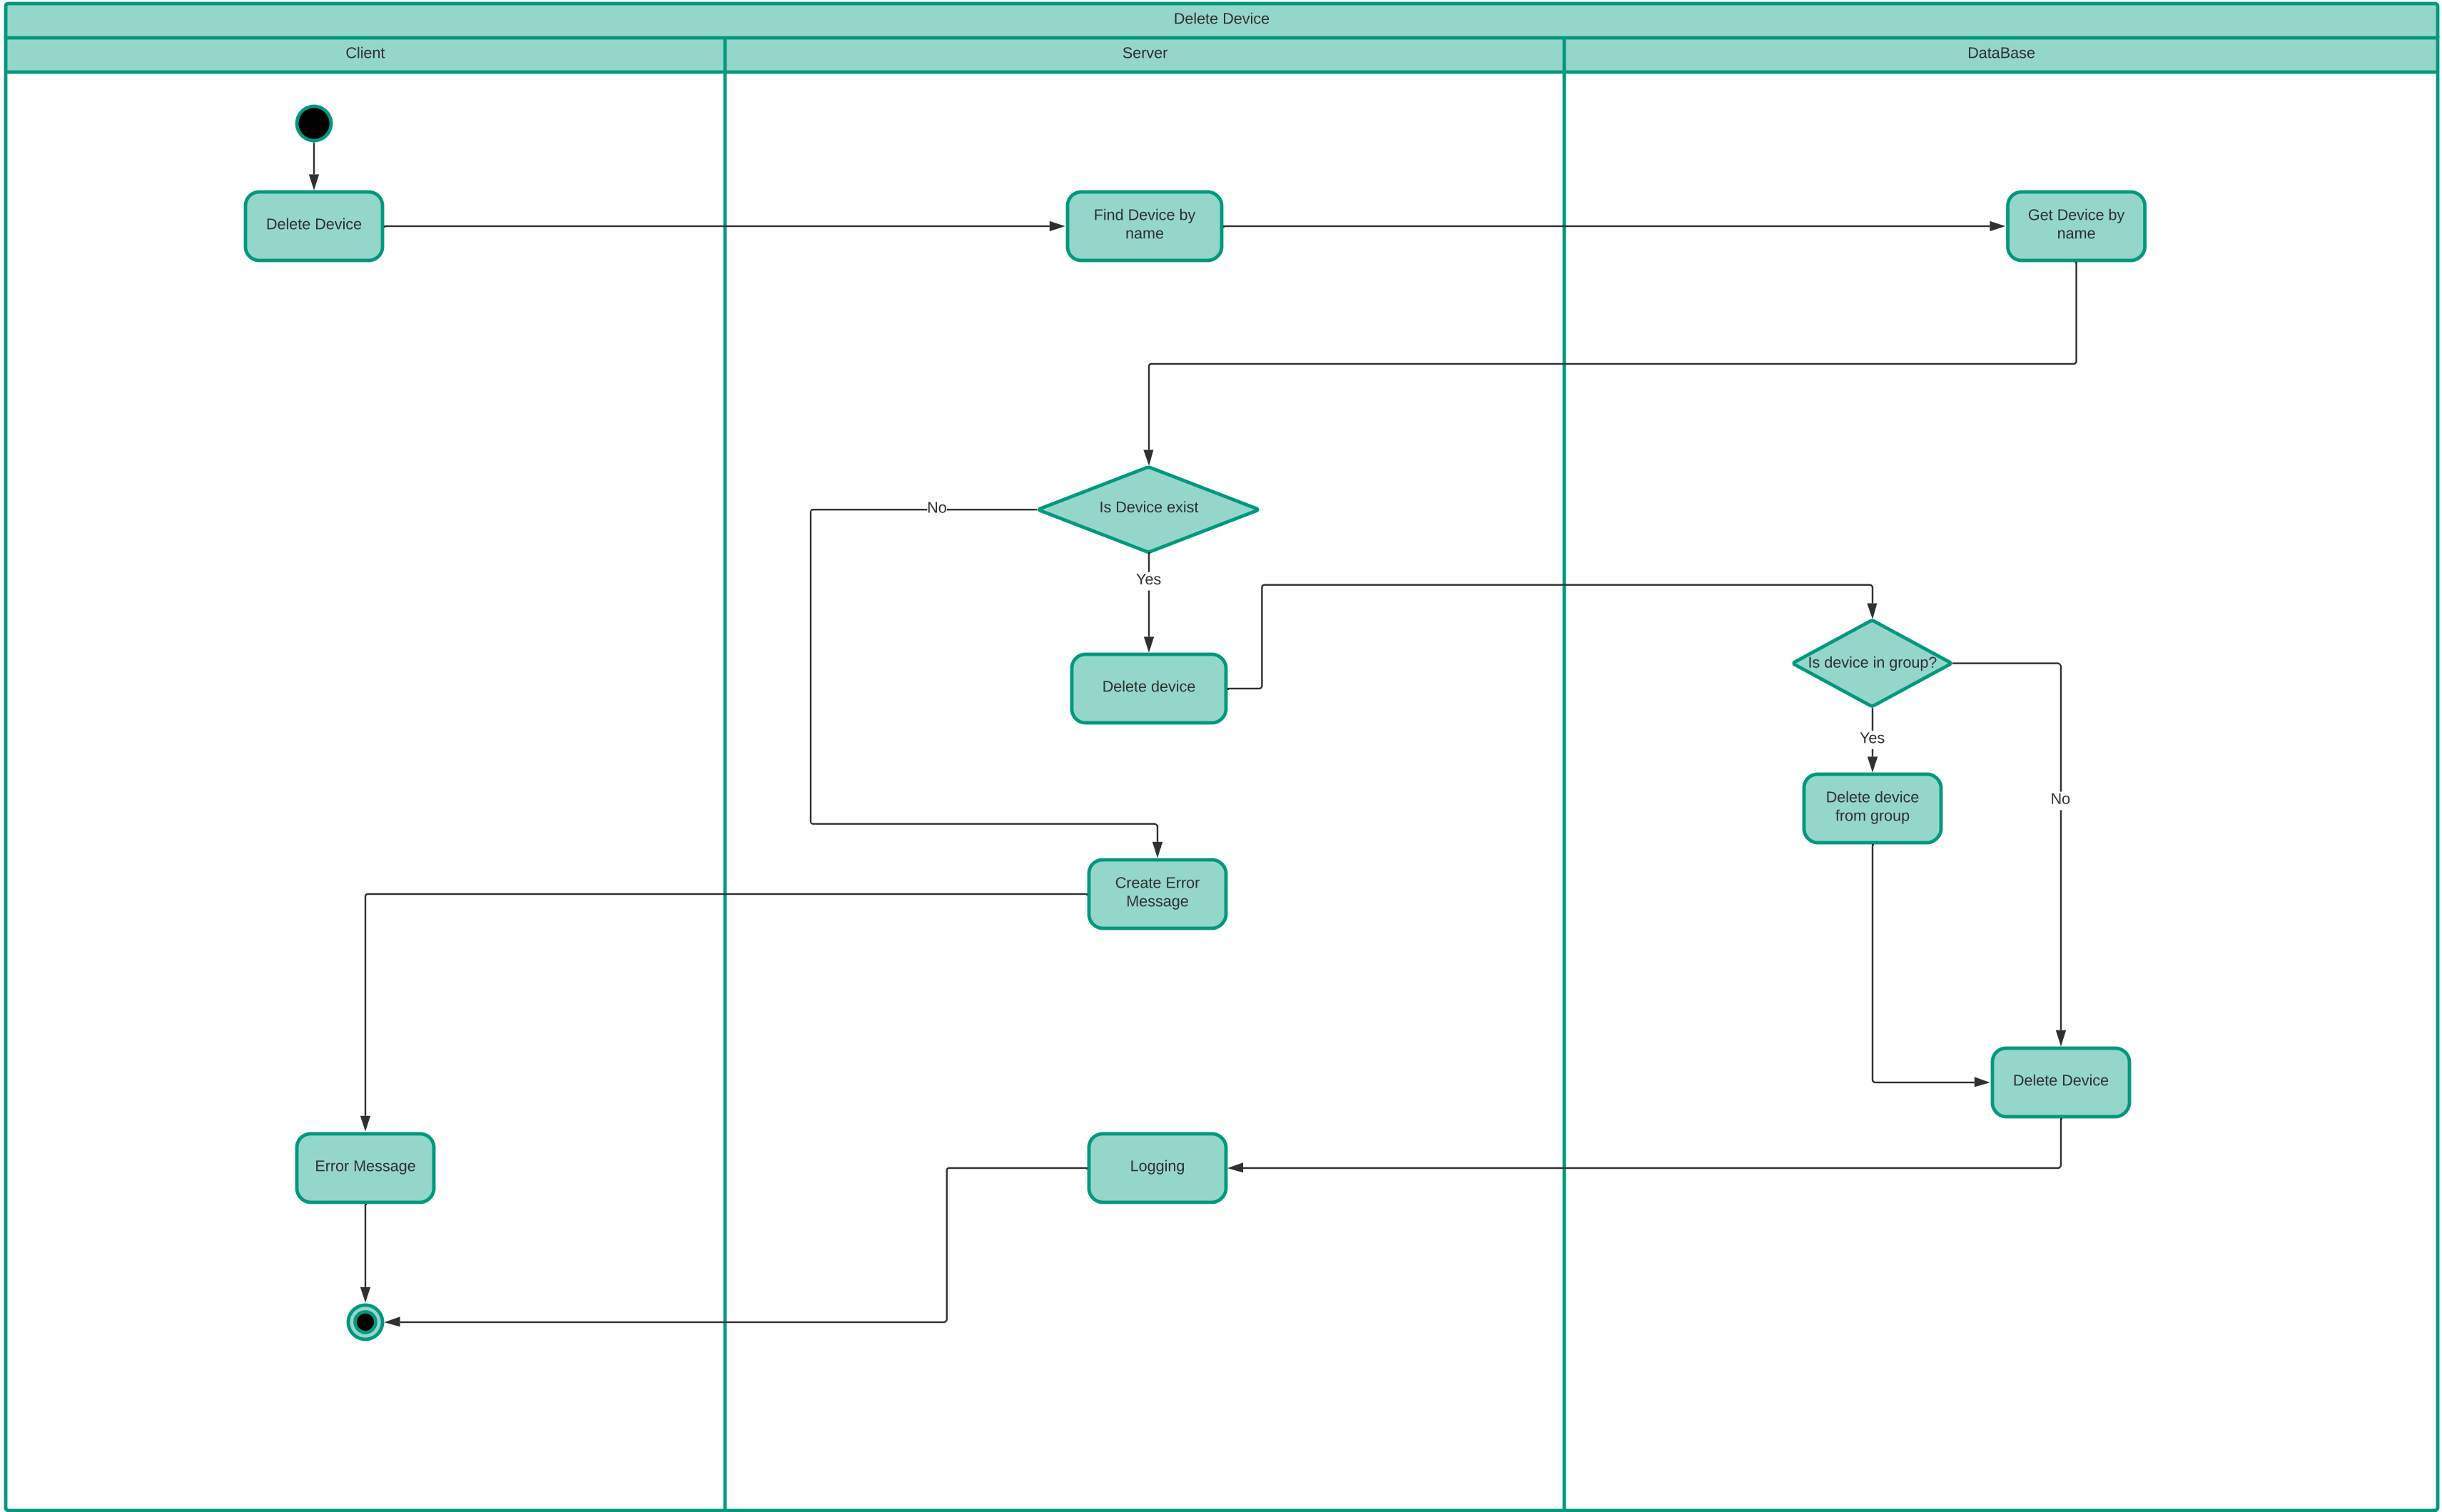 Delete Device
Client
Server
DataBase
Delete Device
Find Device by
name
Get Device by
name
Is Device exist
No
Yes
Delete device
Is device in group?
Yes
No
Delete device
from group
Create Error
Message
Delete Device
Error Message
Logging